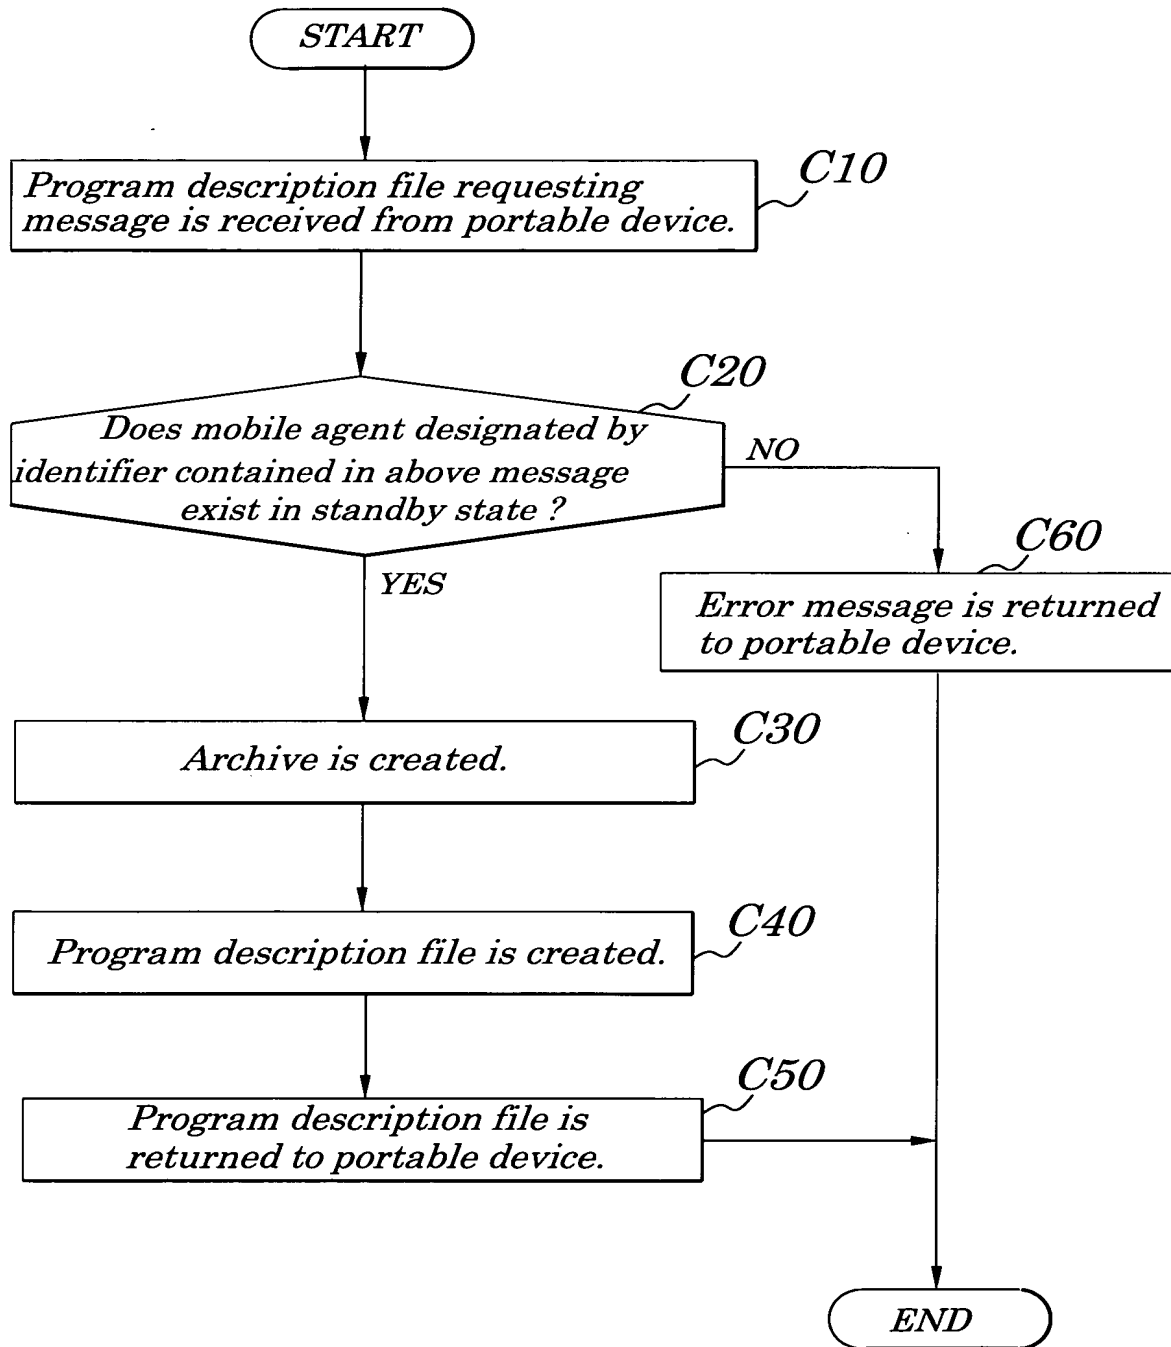 START
C10
Program description file requesting
message is received from portable device.
C20
Does mobile agent designated by
identifier contained in above message
exist in standby state ?
NO
YES
C60
Error message is returned
to portable device.
C30
Archive is created.
C40
Program description file is created.
C50
Program description file is
returned to portable device.
END